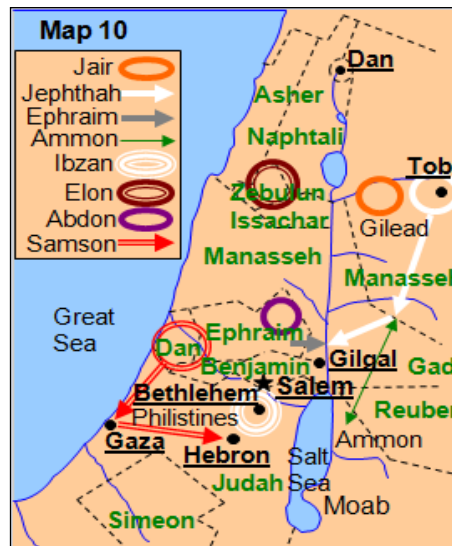 Map 10
Jair
Jephthah
Ephraim
Ammon
Ibzan
Elon
Abdon
Samson
Dan
Asher
Naphtali
Tob
Zebulun
Issachar
Gilead
Manasseh
Manasseh
Great
Sea
Ephraim
Dan
Benjamin
Gilgal
Gad
Bethlehem
Salem
Philistines
Reuben
Gaza
Hebron
Ammon
Salt
Sea
Judah
Moab
Simeon